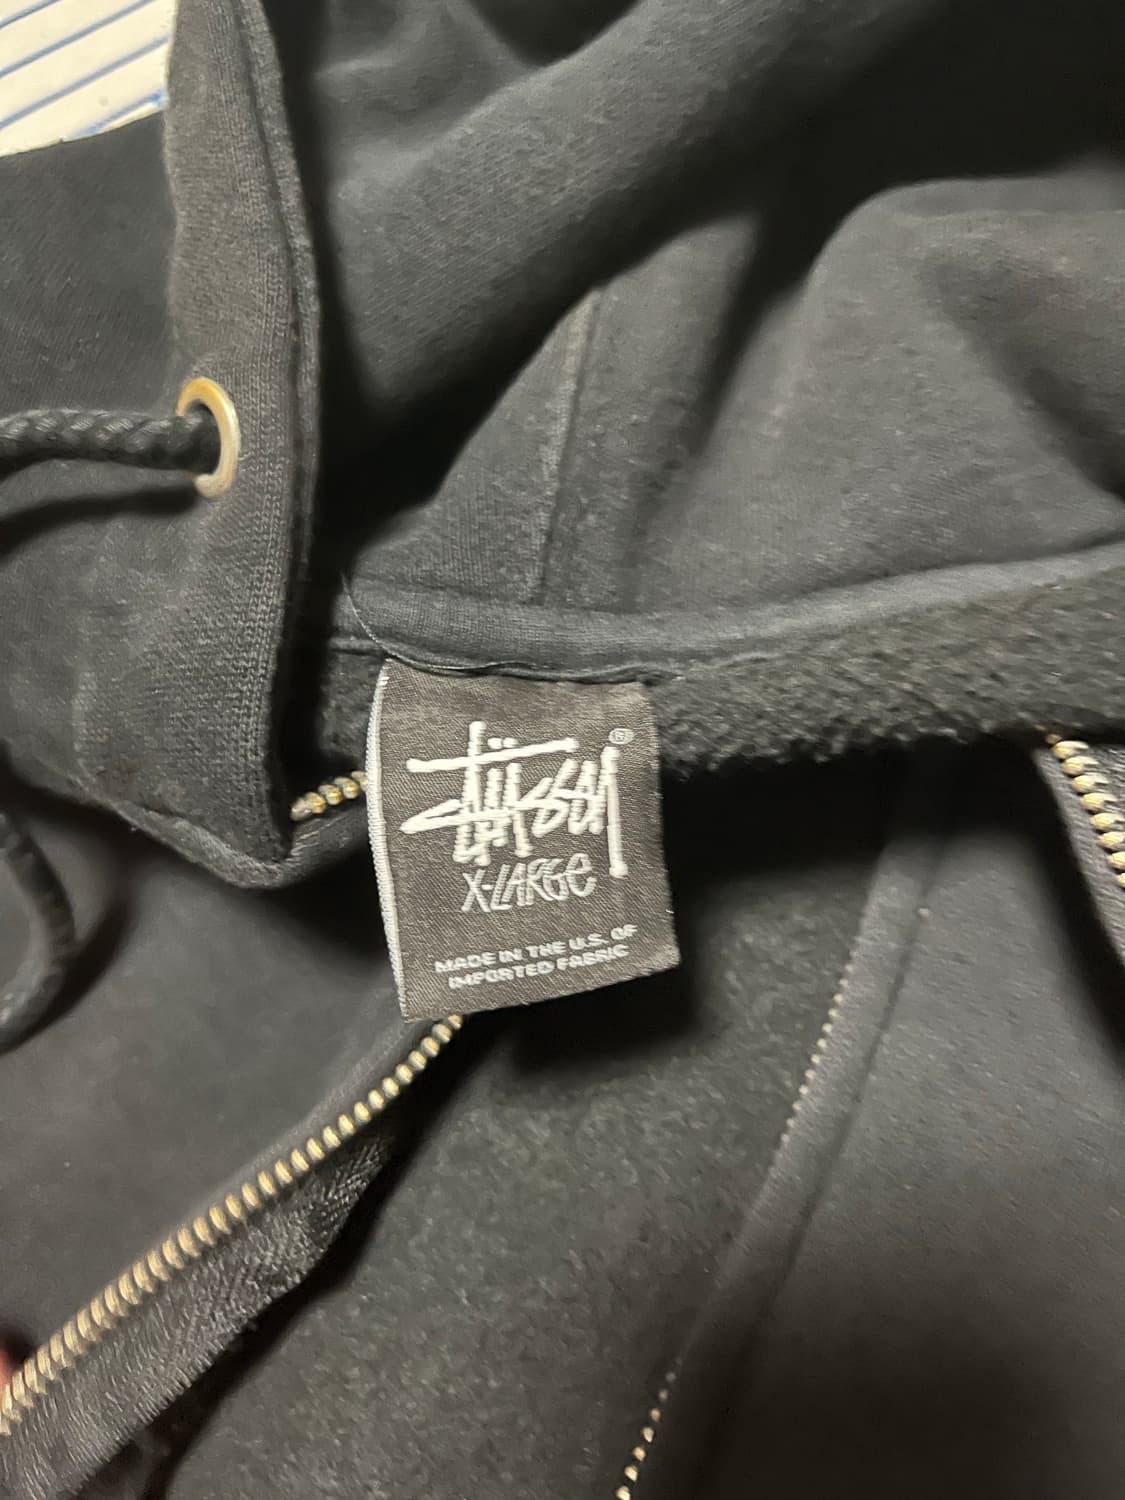 Stüssy ®
X-LARGE
MADE IN THE U.S. OF
IMPORTED FABRIC